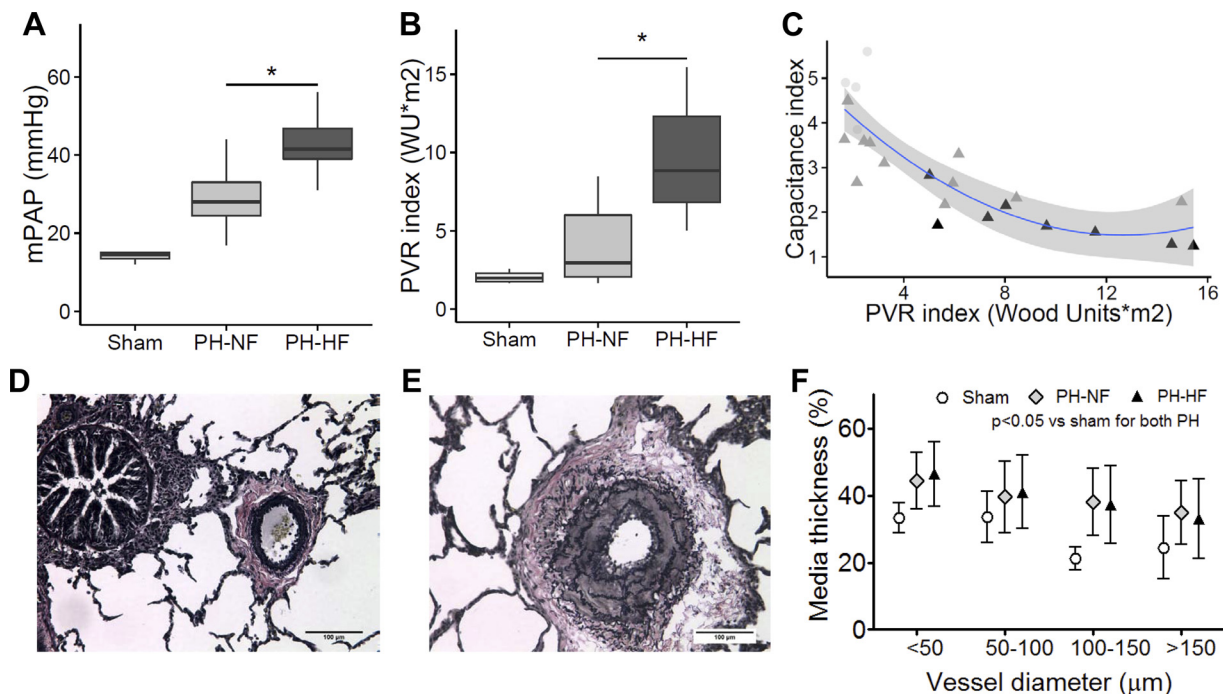 A
mPAP (mmHg)
60
40
20
0
*
Sham PH-NF PH-HF
B
PVR index (WU*m2)
15
10
5
0
*
Sham PH-NF PH-HF
C
Capacitance index
5
4
3
2
1
4 8 12 16
PVR index (Wood Units*m2)
D
100 µm
E
100 µm
F
Sham PH-NF PH-HF
p<0.05 vs sham for both PH
Media thickness (%)
60
40
20
0
<50 50-100 100-150 >150
Vessel diameter (µm)